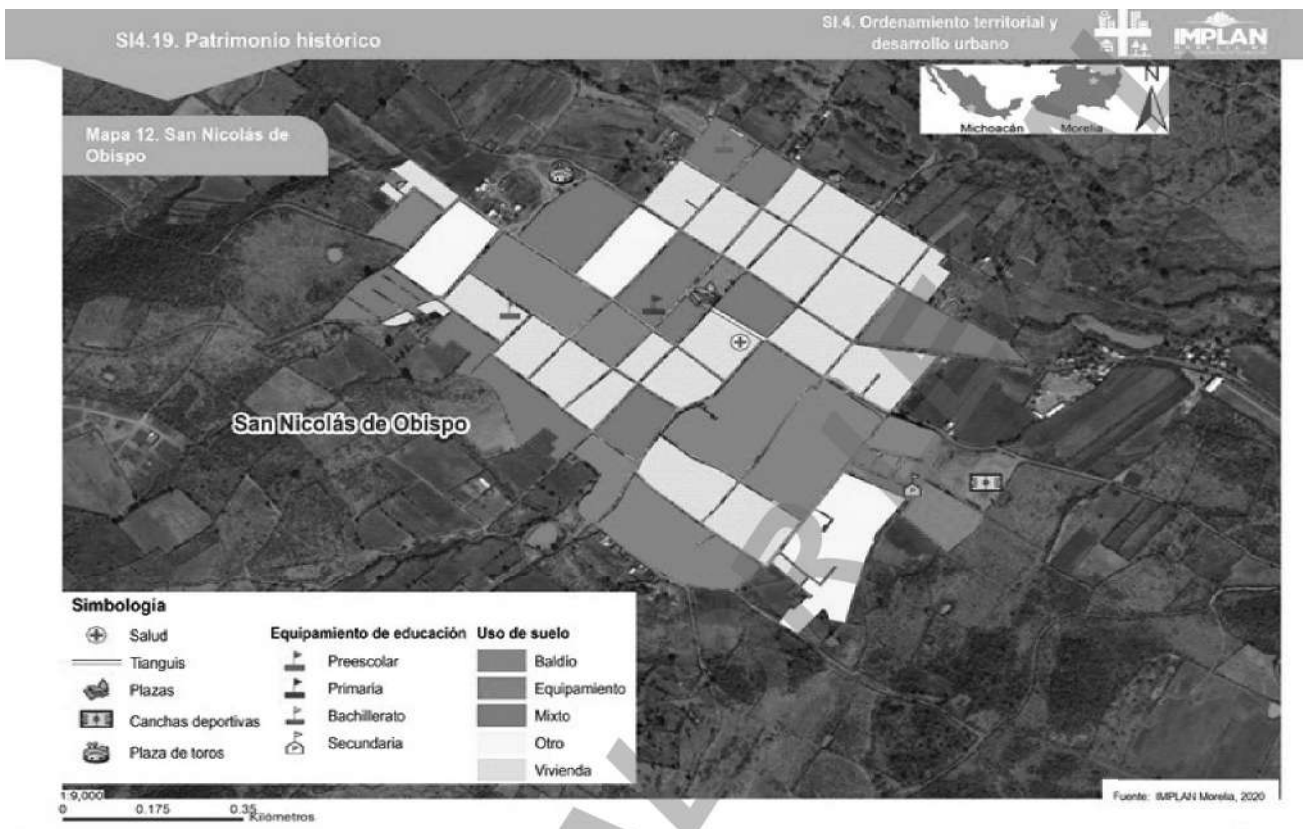 SI4.19. Patrimonio histórico
SI.4. Ordenamiento territorial y
desarrollo urbano
IMPLAN
Mapa 12. San Nicolás de
Obispo
Michoacán
Morelia
N
San Nicolás de Obispo
Simbología
Salud
Tianguis
Plazas
Canchas deportivas
Plaza de toros
Equipamiento de educación
Preescolar
Primaria
Bachillerato
Secundaria
Uso de suelo
Baldío
Equipamiento
Mixto
Otro
Vivienda
1:9,000
0 0.175 0.35
Kilómetros
Fuente: IMPLAN Morelia, 2020